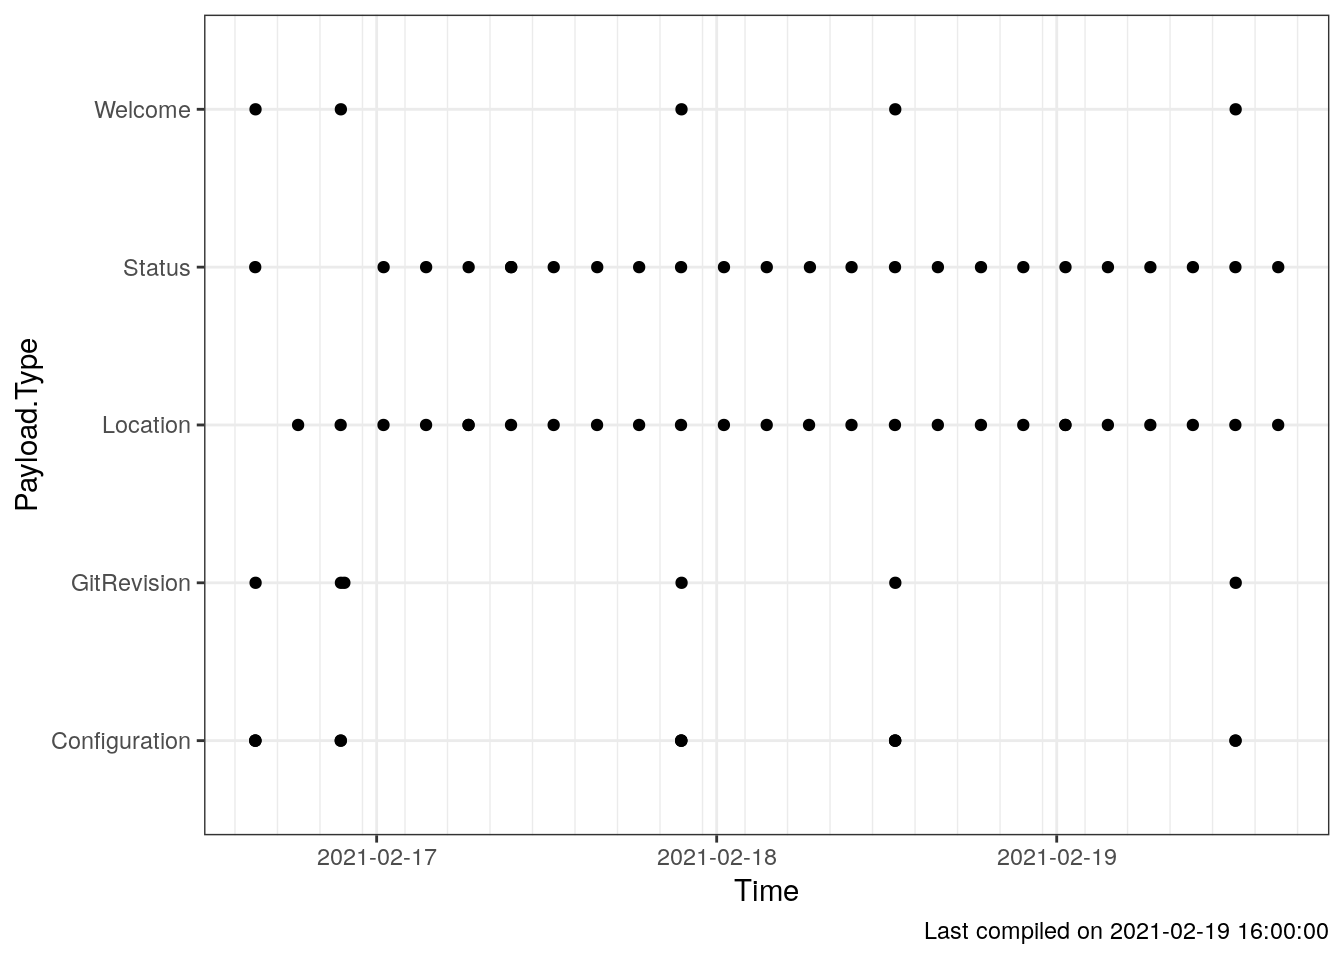 Welcome
Status
Location
GitRevision
Configuration
Payload.Type
2021-02-17
2021-02-18
2021-02-19
Time
Last compiled on 2021-02-19 16:00:00